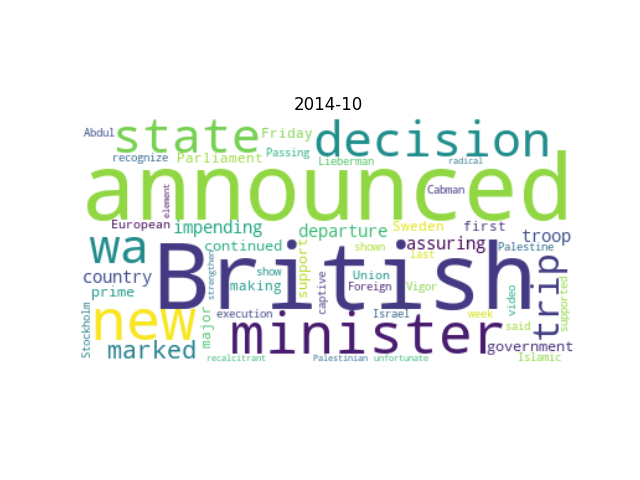 2014-10
Abdul state Friday decision
recognize Parliament Passing Lieberman radical
announced
element Cabman
European impending departure Sweden first troop
wa continued support shown assuring last Palestine
country strengthen British trip
prime show making captive Union Foreign Vigor video supported
Stockholm new major execution minister Israel week said government
marked recalcitrant Palestinian unfortunate Islamic